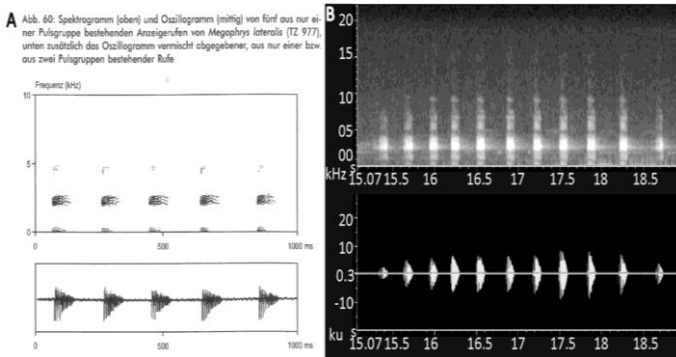 A Abb. 60: Spektrogramm (oben) und Oszillogramm (mittig) von fünf aus nur ei-
ner Pulsgruppe bestehenden Anzeigerufen von Megophrys lateralis (TZ 977),
unten zusätzlich das Oszillogramm vermischt abgegebener, aus nur einer bzw.
aus zwei Pulsgruppen bestehender Rufe
Frequenz (kHz)
10
5
0
0 500 1000 ms
B
20
15
10
05
00
kHz S
15.07 15.5 16 16.5 17 17.5 18 18.5
20
10
0.3
-10
ku S
15.07 15.5 16 16.5 17 17.5 18 18.5